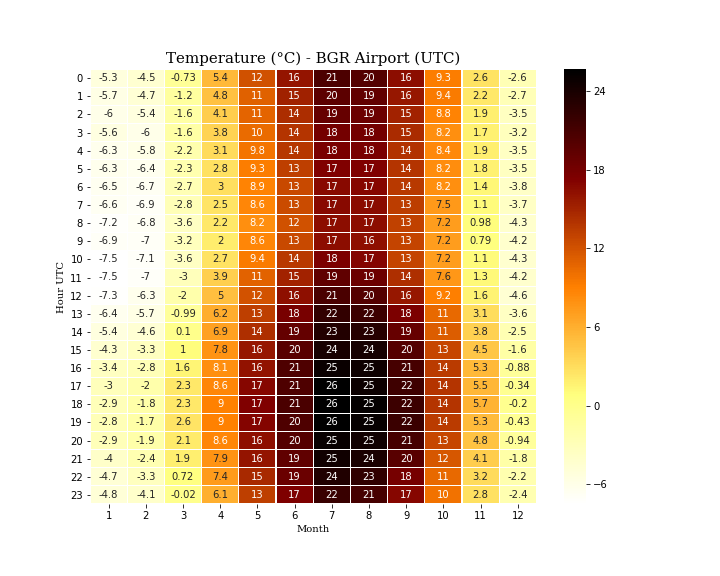 Temperature (°C) - BGR Airport (UTC)
0 -5.3 -4.5 -0.73 5.4 12 16 21 20 16 9.3 2.6 -2.6
1 -5.7 -4.7 -1.2 4.8 11 15 20 19 16 9.4 2.2 -2.7
2 -6 -5.4 -1.6 4.1 11 14 19 19 15 8.8 1.9 -3.5
3 -5.6 -6 -1.6 3.8 10 14 18 18 15 8.2 1.7 -3.2
4 -6.3 -5.8 -2.2 3.1 9.8 14 18 18 14 8.4 1.9 -3.5
5 -6.3 -6.4 -2.3 2.8 9.3 13 17 17 14 8.2 1.8 -3.5
6 -6.5 -6.7 -2.7 3 8.9 13 17 17 14 8.2 1.4 -3.8
7 -6.6 -6.9 -2.8 2.5 8.6 13 17 17 13 7.5 1.1 -3.7
8 -7.2 -6.8 -3.6 2.2 8.2 12 17 17 13 7.2 0.98 -4.3
9 -6.9 -7 -3.2 2 8.6 13 17 16 13 7.2 0.79 -4.2
10 -7.5 -7.1 -3.6 2.7 9.4 14 18 17 13 7.2 1.1 -4.3
11 -7.5 -7 -3 3.9 11 15 19 19 14 7.6 1.3 -4.2
12 -7.3 -6.3 -2 5 12 16 21 20 16 9.2 1.6 -4.6
13 -6.4 -5.7 -0.99 6.2 13 18 22 22 18 11 3.1 -3.6
14 -5.4 -4.6 0.1 6.9 14 19 23 23 19 11 3.8 -2.5
15 -4.3 -3.3 1 7.8 16 20 24 24 20 13 4.5 -1.6
16 -3.4 -2.8 1.6 8.1 16 21 25 25 21 14 5.3 -0.88
17 -3 -2 2.3 8.6 17 21 26 25 22 14 5.5 -0.34
18 -2.9 -1.8 2.3 9 17 21 26 25 22 14 5.7 -0.2
19 -2.8 -1.7 2.6 9 17 20 26 25 22 14 5.3 -0.43
20 -2.9 -1.9 2.1 8.6 16 20 25 25 21 13 4.8 -0.94
21 -4 -2.4 1.9 7.9 16 19 25 24 20 12 4.1 -1.8
22 -4.7 -3.3 0.72 7.4 15 19 24 23 18 11 3.2 -2.2
23 -4.8 -4.1 -0.02 6.1 13 17 22 21 17 10 2.8 -2.4
1 2 3 4 5 6 7 8 9 10 11 12
Month
Hour UTC
24
18
12
6
0
−6